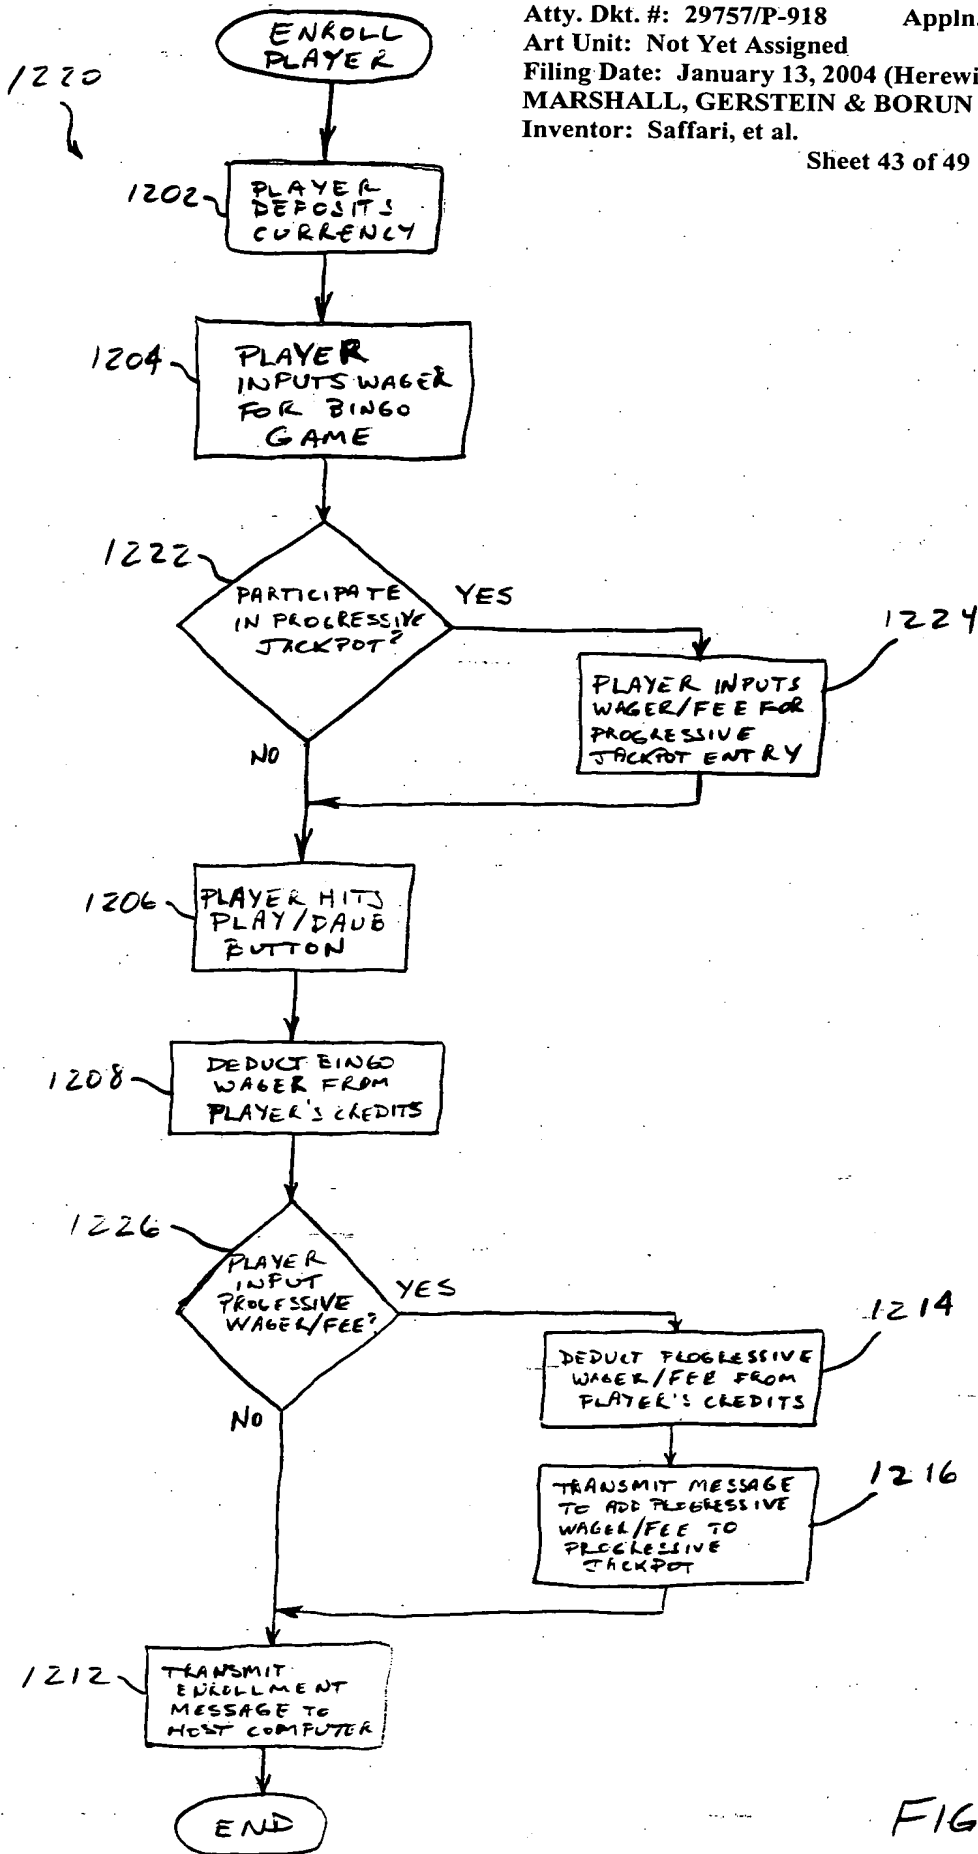 Atty. Dkt. #: 29757/P-918 Appln.
Art Unit: Not Yet Assigned
Filing Date: January 13, 2004 (Herewi
MARSHALL, GERSTEIN & BORUN
Inventor: Saffari, et al.
Sheet 43 of 49
ENROLL
PLAYER
1220
1202
PLAYER
DEPOSITS
CURRENCY
1204
PLAYER
INPUTS WAGER
FOR BINGO
GAME
1222
PARTICIPATE
IN PROGRESSIVE
JACKPOT?
YES
NO
1224
PLAYER INPUTS
WAGER/FEE FOR
PROGRESSIVE
JACKPOT ENTRY
1206
PLAYER HITS
PLAY/DAUB
BUTTON
1208
DEDUCT BINGO
WAGER FROM
PLAYER'S CREDITS
1226
PLAYER
INPUT
PROGESSIVE
WAGER/FEE?
YES
NO
1214
DEDUCT PROGRESSIVE
WAGER/FEE FROM
PLAYER'S CREDITS
1216
TRANSMIT MESSAGE
TO ADD PROGRESSIVE
WAGER/FEE TO
PROGRESSIVE
JACKPOT
1212
TRANSMIT
ENROLLMENT
MESSAGE TO
HOST COMPUTER
END
FIG